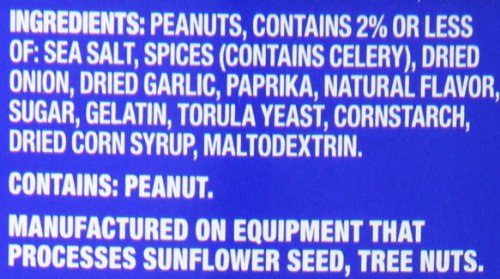 INGREDIENTS: PEANUTS, CONTAINS 2% OR LESS
OF: SEA SALT, SPICES (CONTAINS CELERY), DRIED
ONION, DRIED GARLIC, PAPRIKA, NATURAL FLAVOR,
SUGAR, GELATIN, TORULA YEAST, CORNSTARCH,
DRIED CORN SYRUP, MALTODEXTRIN.
CONTAINS: PEANUT.
MANUFACTURED ON EQUIPMENT THAT
PROCESSES SUNFLOWER SEED, TREE NUTS.